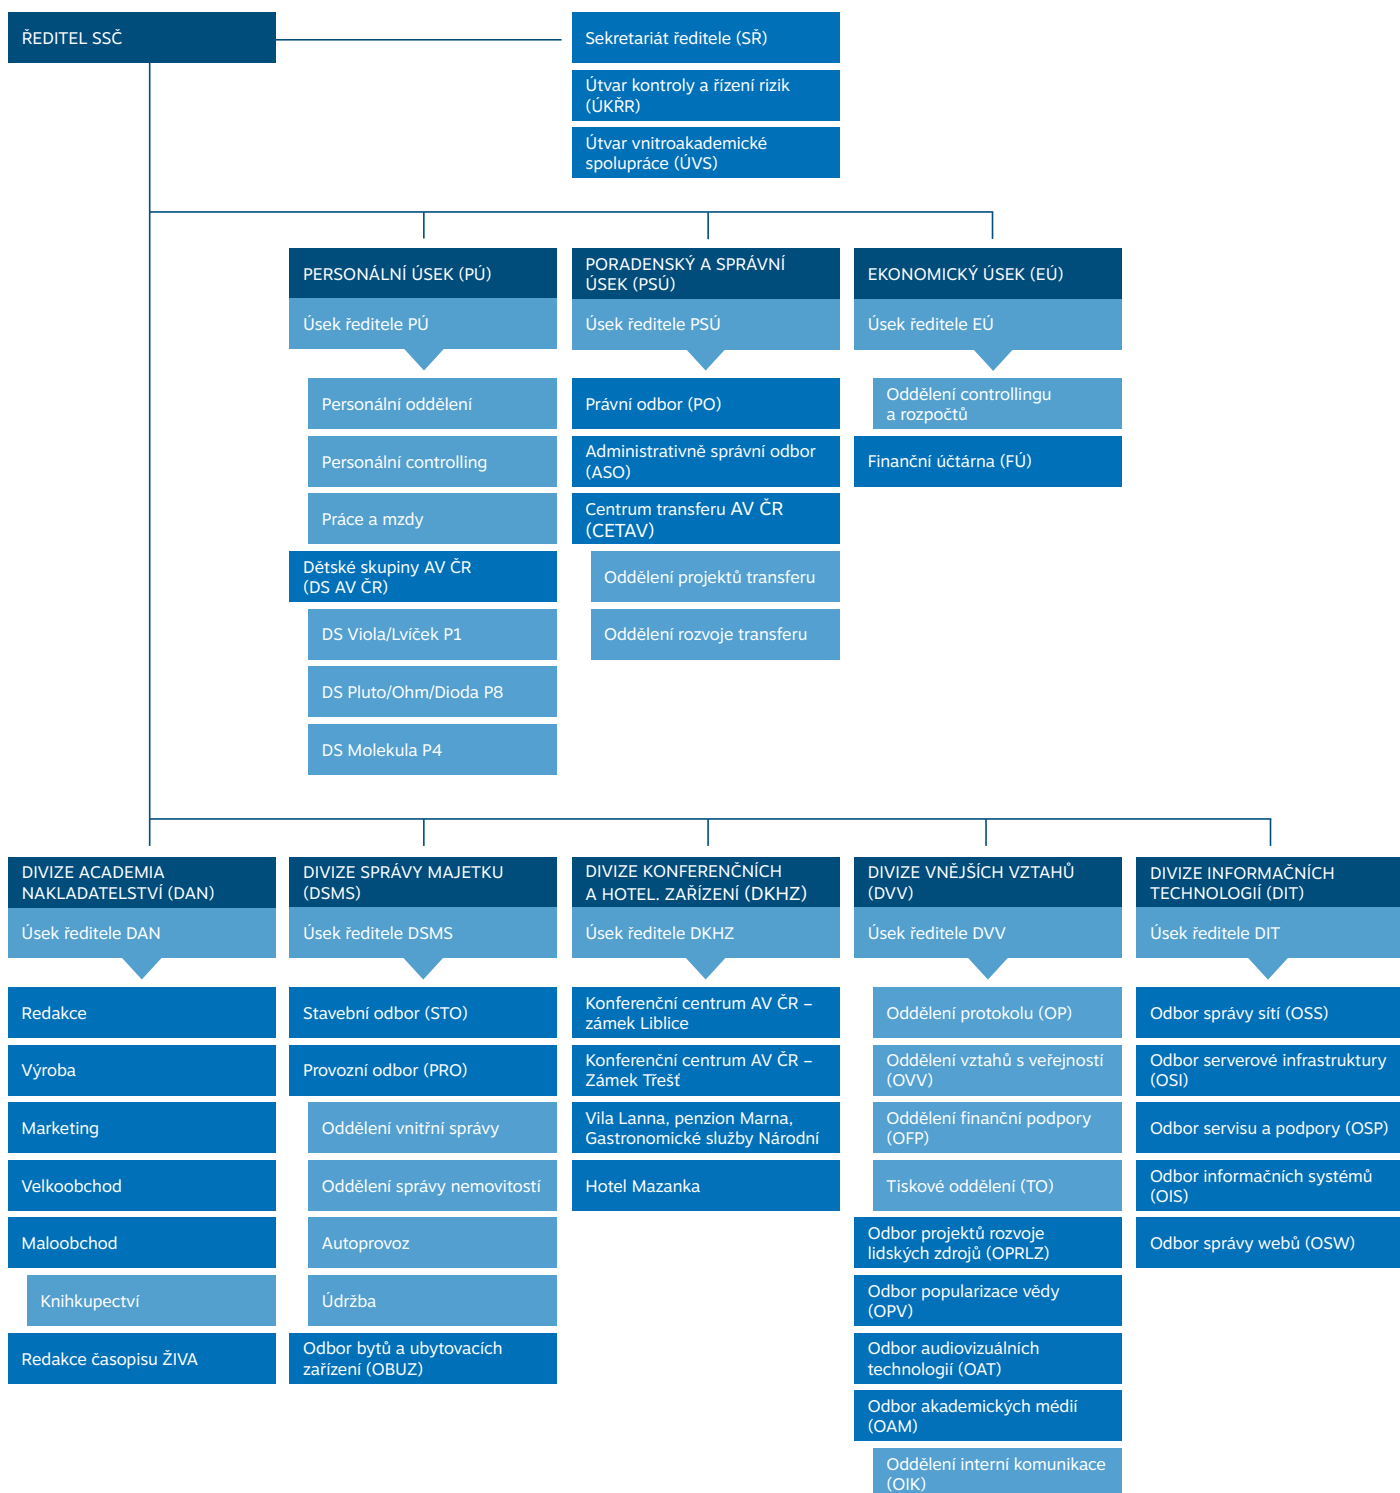 ŘEDITEL SSČ
Sekretariát ředitele (SŘ)
Útvar kontroly a řízení rizik
(ÚKŘR)
Útvar vnitroakademické
spolupráce (ÚVS)
PERSONÁLNÍ ÚSEK (PÚ)
Úsek ředitele PÚ
Personální oddělení
Personální controlling
Práce a mzdy
Dětské skupiny AV ČR
(DS AV ČR)
DS Viola/Lvíček P1
DS Pluto/Ohm/Dioda P8
DS Molekula P4
PORADENSKÝ A SPRÁVNÍ
ÚSEK (PSÚ)
Úsek ředitele PSÚ
Právní odbor (PO)
Administrativně správní odbor
(ASO)
Centrum transferu AV ČR
(CETAV)
Oddělení projektů transferu
Oddělení rozvoje transferu
EKONOMICKÝ ÚSEK (EÚ)
Úsek ředitele EÚ
Oddělení controllingu
a rozpočtů
Finanční účtárna (FÚ)
DIVIZE ACADEMIA
NAKLADATELSTVÍ (DAN)
Úsek ředitele DAN
Redakce
Výroba
Marketing
Velkoobchod
Maloobchod
Knihkupectví
Redakce časopisu ŽIVA
DIVIZE SPRÁVY MAJETKU
(DSMS)
Úsek ředitele DSMS
Stavební odbor (STO)
Provozní odbor (PRO)
Oddělení vnitřní správy
Oddělení správy nemovitostí
Autoprovoz
Údržba
Odbor bytů a ubytovacích
zařízení (OBUZ)
DIVIZE KONFERENČNÍCH
A HOTEL. ZAŘÍZENÍ (DKHZ)
Úsek ředitele DKHZ
Konferenční centrum AV ČR –
zámek Liblice
Konferenční centrum AV ČR –
Zámek Třešť
Vila Lanna, penzion Marna,
Gastronomické služby Národní
Hotel Mazanka
DIVIZE VNĚJŠÍCH VZTAHŮ
(DVV)
Úsek ředitele DVV
Oddělení protokolu (OP)
Oddělení vztahů s veřejností
(OVV)
Oddělení finanční podpory
(OFP)
Tiskové oddělení (TO)
Odbor projektů rozvoje
lidských zdrojů (OPRLZ)
Odbor popularizace vědy
(OPV)
Odbor audiovizuálních
technologií (OAT)
Odbor akademických médií
(OAM)
Oddělení interní komunikace
(OIK)
DIVIZE INFORMAČNÍCH
TECHNOLOGIÍ (DIT)
Úsek ředitele DIT
Odbor správy sítí (OSS)
Odbor serverové infrastruktury
(OSI)
Odbor servisu a podpory (OSP)
Odbor informačních systémů
(OIS)
Odbor správy webů (OSW)